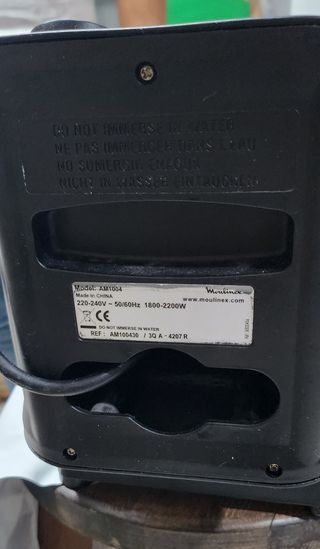 DO NOT IMMERSE IN WATER
NE PAS IMMERGER DANS L'EAU
NO SUMERGIR EN AGUA
NICHT IN WASSER EINTAUCHEN
Model: AM1004
Made in CHINA
Moulinex
www.moulinex.com
220-240V ~ 50/60Hz 1800-2200W
CE
DO NOT IMMERSE IN WATER
REF : AM100430 / 3Q A - 4207 R